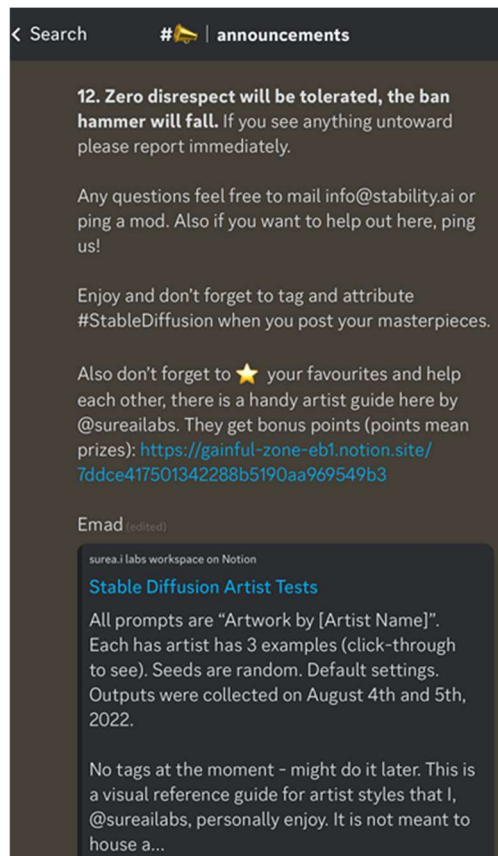 < Search #📣 | announcements
12. Zero disrespect will be tolerated, the ban
hammer will fall. If you see anything untoward
please report immediately.
Any questions feel free to mail info@stability.ai or
ping a mod. Also if you want to help out here, ping
us!
Enjoy and don't forget to tag and attribute
#StableDiffusion when you post your masterpieces.
Also don't forget to ⭐ your favourites and help
each other, there is a handy artist guide here by
@sureailabs. They get bonus points (points mean
prizes): https://gainful-zone-eb1.notion.site/
7ddce417501342288b5190aa969549b3
Emad (edited)
surea.i labs workspace on Notion
Stable Diffusion Artist Tests
All prompts are “Artwork by [Artist Name]”.
Each has artist has 3 examples (click-through
to see). Seeds are random. Default settings.
Outputs were collected on August 4th and 5th,
2022.
No tags at the moment - might do it later. This is
a visual reference guide for artist styles that I,
@sureailabs, personally enjoy. It is not meant to
house a...